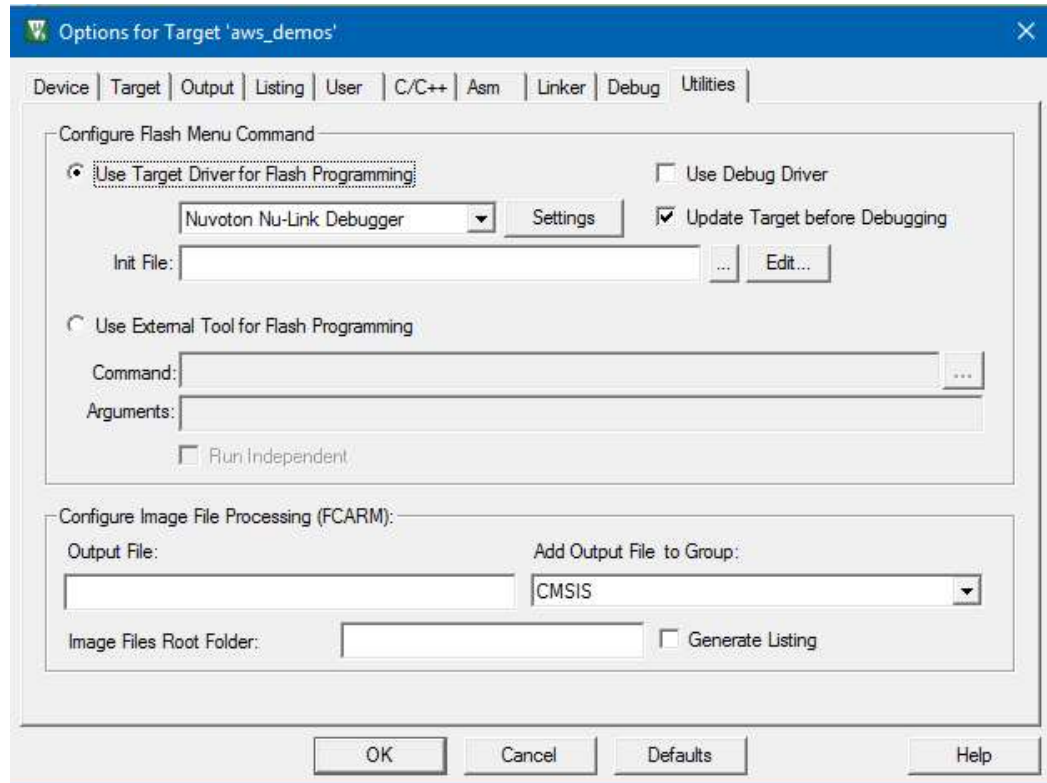 Options for Target 'aws_demos'
Device Target Output Listing User C/C++ Asm Linker Debug Utilities
Configure Flash Menu Command
Use Target Driver for Flash Programming Use Debug Driver
Nuvoton Nu-Link Debugger Settings Update Target before Debugging
Init File: ... Edit...
Use External Tool for Flash Programming
Command: ...
Arguments:
Run Independent
Configure Image File Processing (FCARM):
Output File: Add Output File to Group:
CMSIS
Image Files Root Folder: Generate Listing
OK Cancel Defaults Help